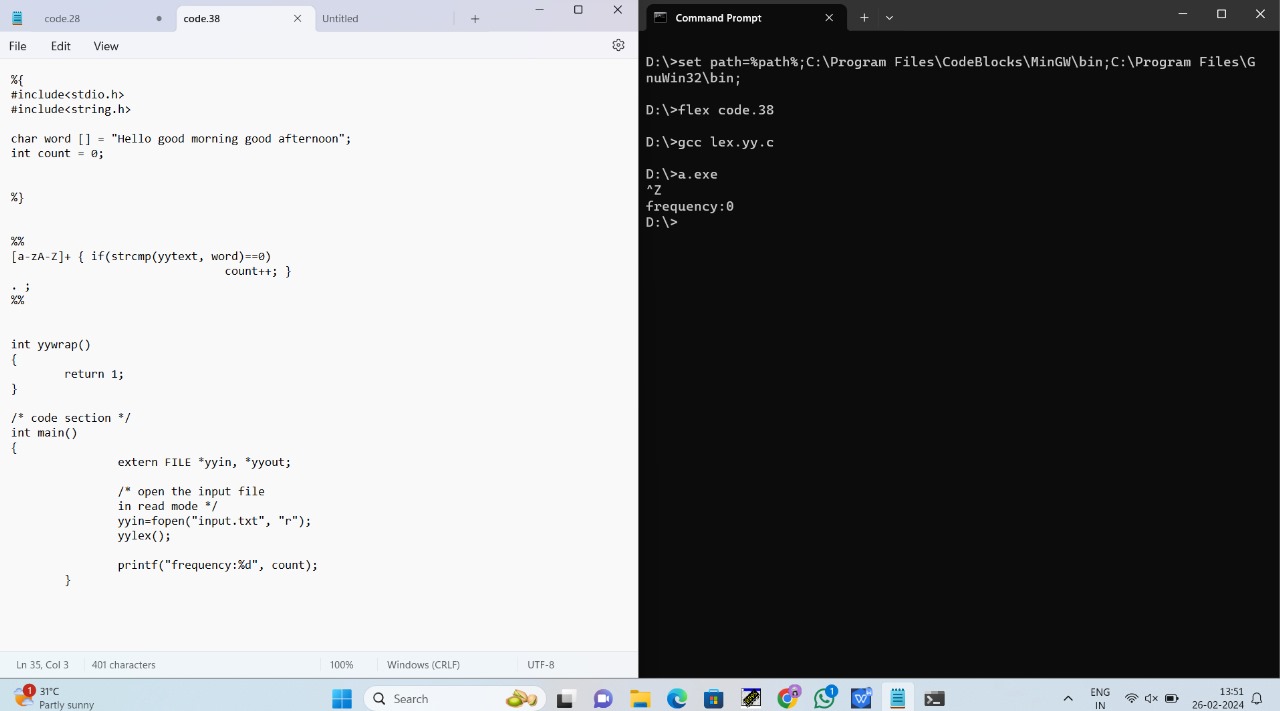 code.28
code.38
Untitled
File Edit View
%{
#include<stdio.h>
#include<string.h>
char word [] = "Hello good morning good afternoon";
int count = 0;
%}
%%
[a-zA-Z]+ { if(strcmp(yytext, word)==0)
count++; }
. ;
%%
int yywrap()
{
return 1;
}
/* code section */
int main()
{
extern FILE *yyin, *yyout;
/* open the input file
in read mode */
yyin=fopen("input.txt", "r");
yylex();
printf("frequency:%d", count);
}
Ln 35, Col 3 401 characters 100% Windows (CRLF) UTF-8
Command Prompt
D:\>set path=%path%;C:\Program Files\CodeBlocks\MinGW\bin;C:\Program Files\G
nuWin32\bin;
D:\>flex code.38
D:\>gcc lex.yy.c
D:\>a.exe
^Z
frequency:0
D:\>
1
31°C
Partly sunny
Search
1
ENG
IN
13:51
26-02-2024